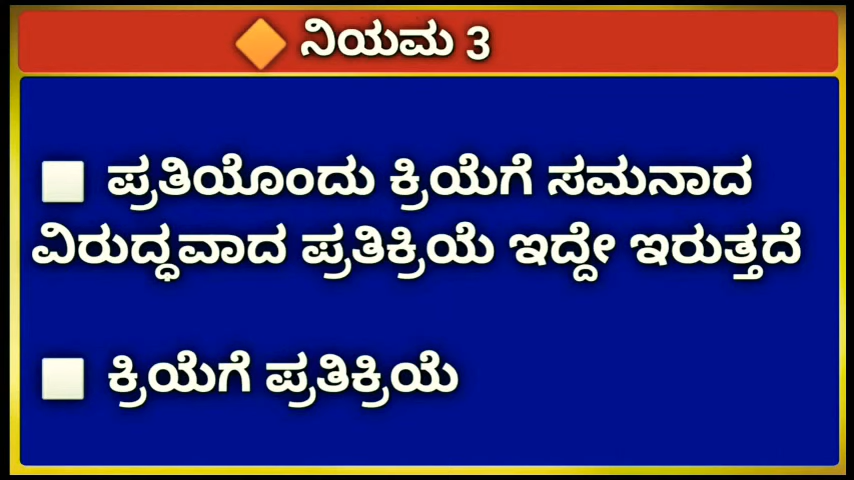 🔶 ನಿಯಮ 3
⬜ ಪ್ರತಿಯೊಂದು ಕ್ರಿಯೆಗೆ ಸಮನಾದ
ವಿರುದ್ಧವಾದ ಪ್ರತಿಕ್ರಿಯೆ ಇದ್ದೇ ಇರುತ್ತದೆ
⬜ ಕ್ರಿಯೆಗೆ ಪ್ರತಿಕ್ರಿಯೆ